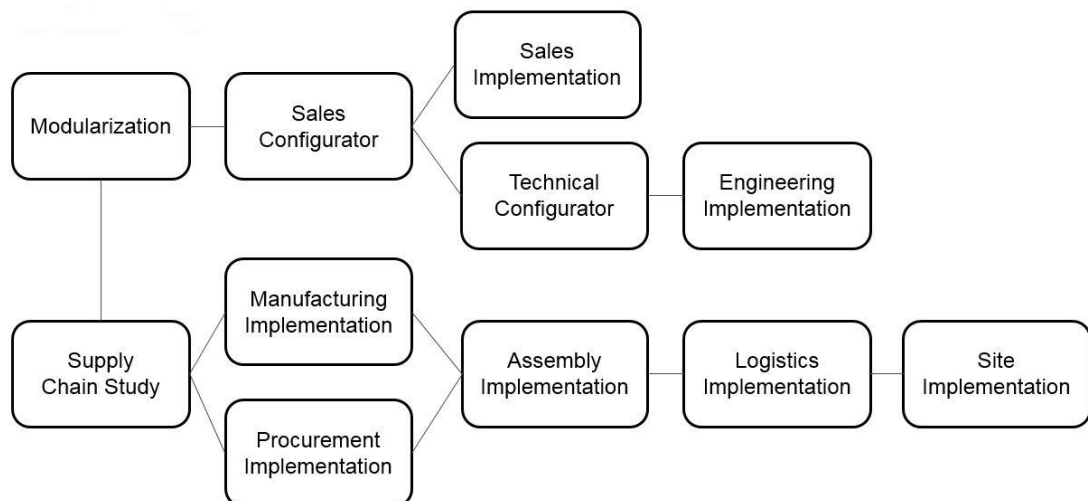 Sales
Implementation
Modularization
Sales
Configurator
Technical
Configurator
Engineering
Implementation
Manufacturing
Implementation
Supply
Chain Study
Assembly
Implementation
Logistics
Implementation
Site
Implementation
Procurement
Implementation